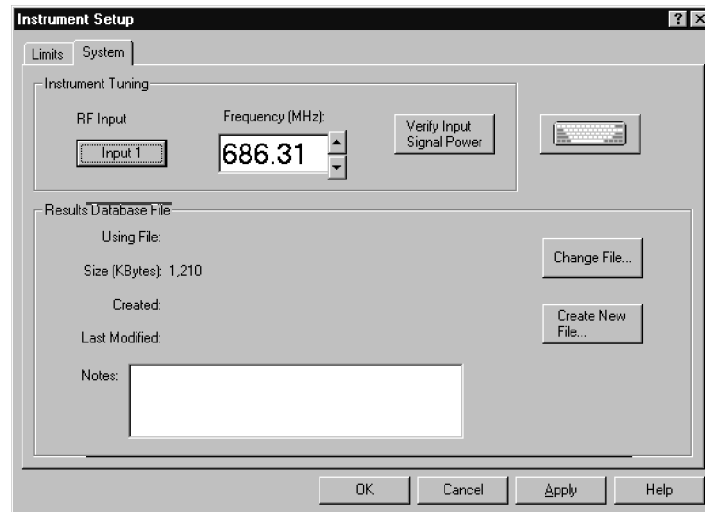 Instrument Setup
Limits
System
Instrument Tuning
RF Input
Frequency (MHz):
Input 1
686.31
Verify Input
Signal Power
Results Database File
Using File:
Size (KBytes): 1,210
Created:
Last Modified:
Notes:
Change File...
Create New
File...
OK
Cancel
Apply
Help